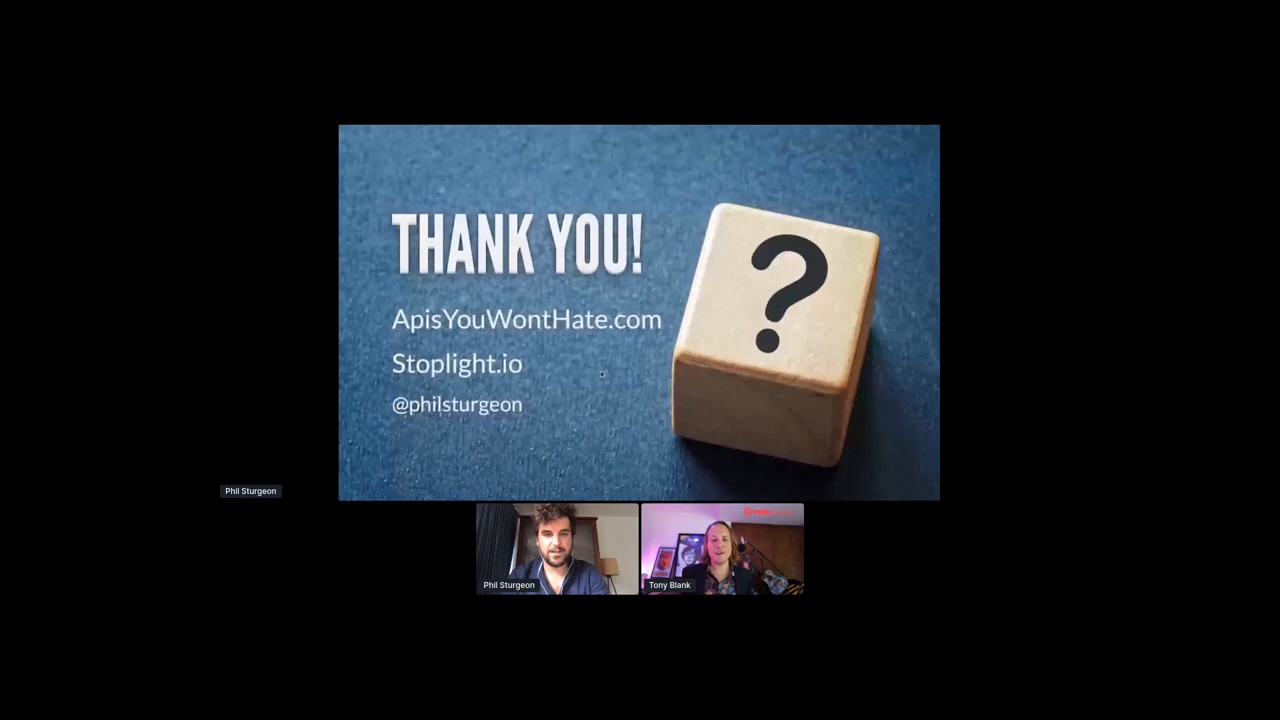 THANK YOU!
ApisYouWontHate.com
Stoplight.io
@philsturgeon
?
Phil Sturgeon
Phil Sturgeon
Tony Blank